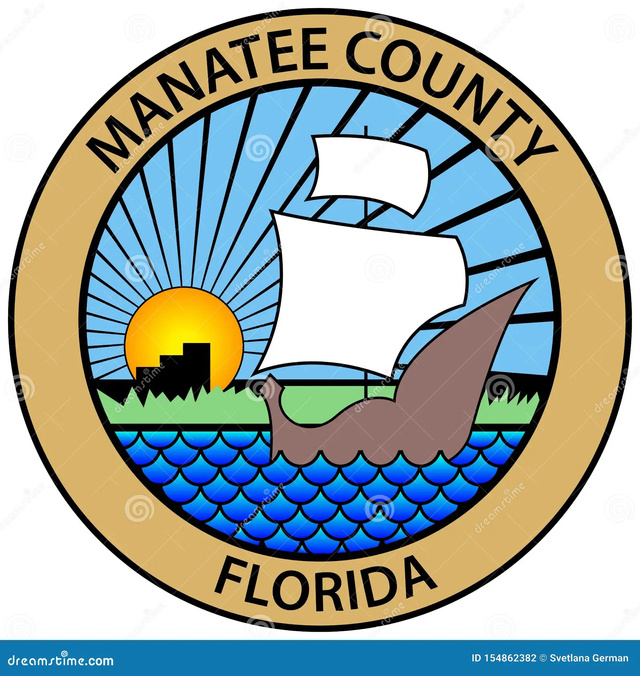 MANATEE COUNTY
FLORIDA
dreamstime.com
ID 154862382 © Svetlana German